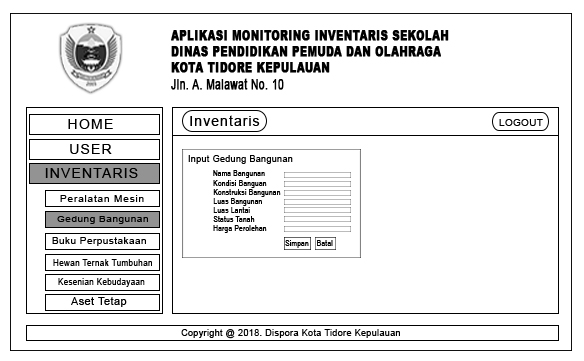 APLIKASI MONITORING INVENTARIS SEKOLAH
DINAS PENDIDIKAN PEMUDA DAN OLAHRAGA
KOTA TIDORE KEPULAUAN
Jln. A. Malawat No. 10
HOME
USER
INVENTARIS
Peralatan Mesin
Gedung Bangunan
Buku Perpustakaan
Hewan Ternak Tumbuhan
Kesenian Kebudayaan
Aset Tetap
Inventaris
LOGOUT
Input Gedung Bangunan
Nama Bangunan
Kondisi Banguan
Konstruksi Bangunan
Luas Bangunan
Luas Lantai
Status Tanah
Harga Perolehan
Simpan Batal
Copyright @ 2018. Dispora Kota Tidore Kepulauan